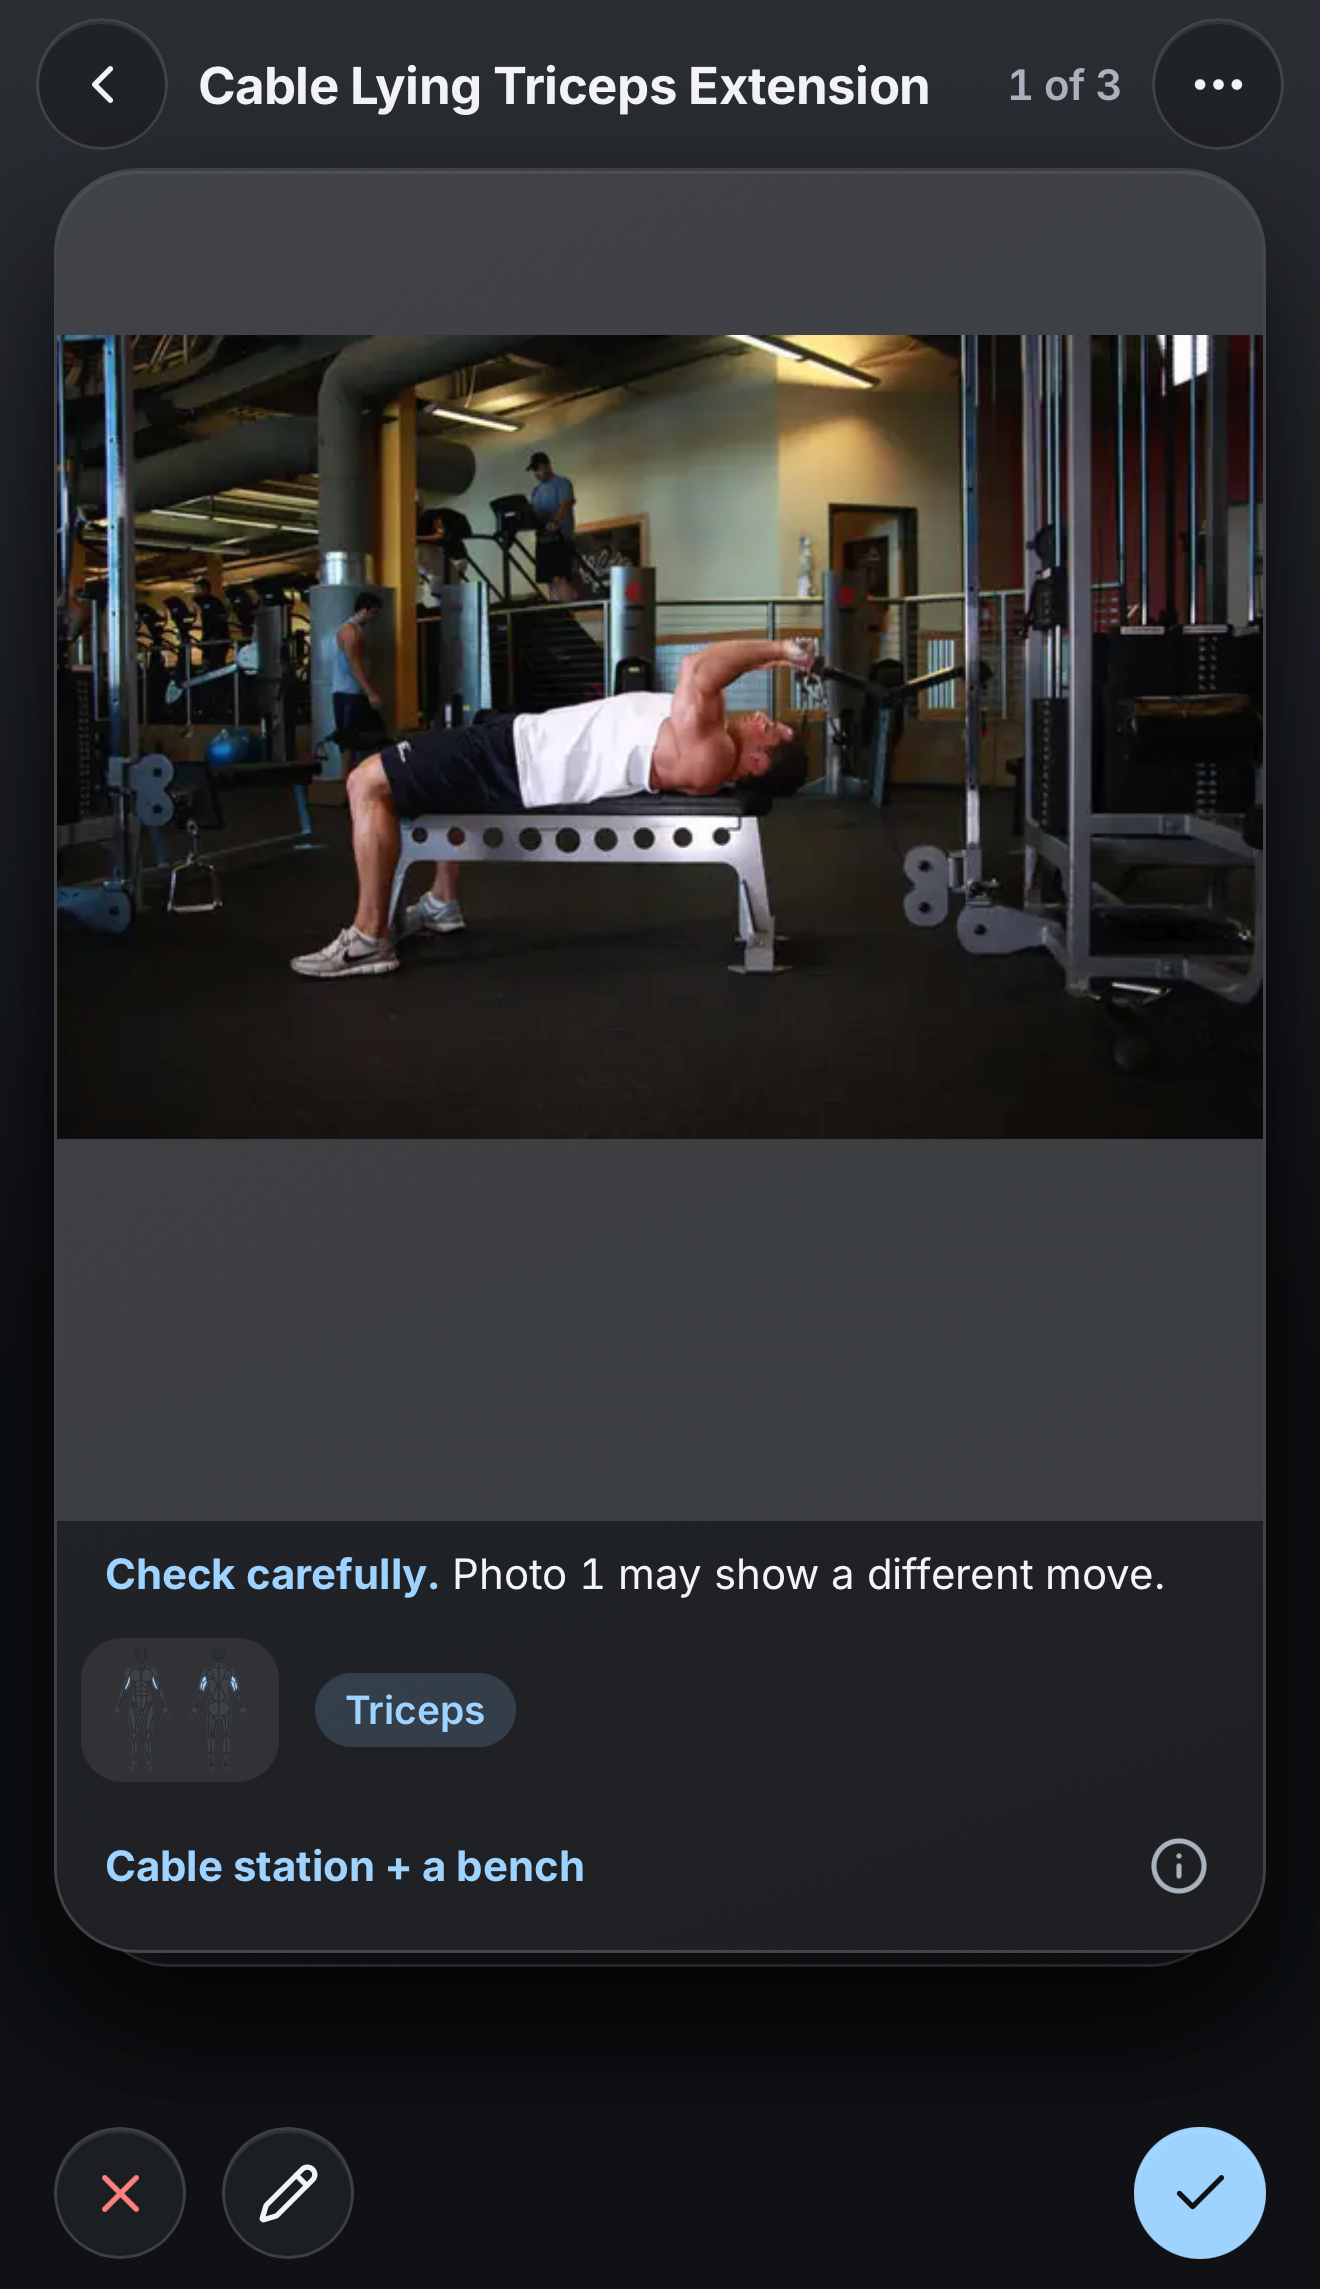 Cable Lying Triceps Extension
1 of 3
Check carefully. Photo 1 may show a different move.
Triceps
Cable station + a bench